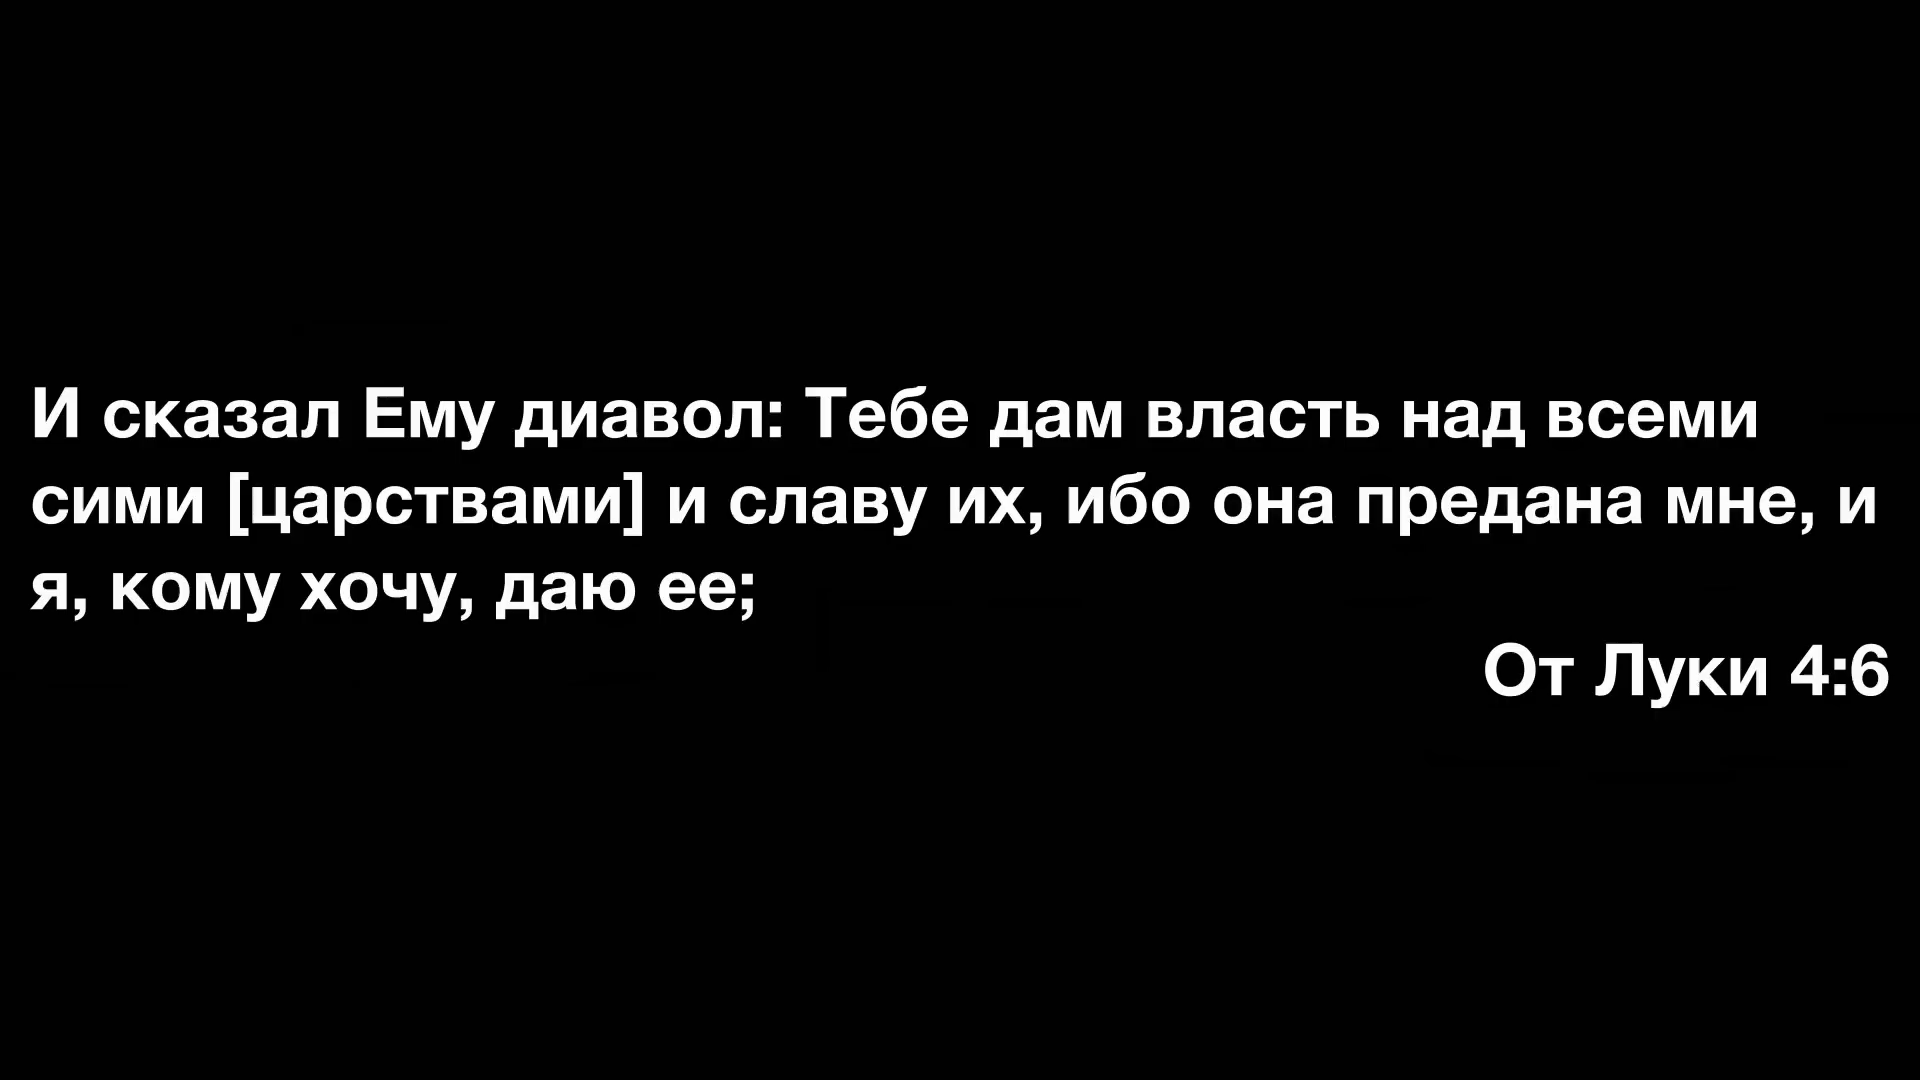 И сказал Ему диавол: Тебе дам власть над всеми
сими [царствами] и славу их, ибо она предана мне, и
я, кому хочу, даю ее;
От Луки 4:6